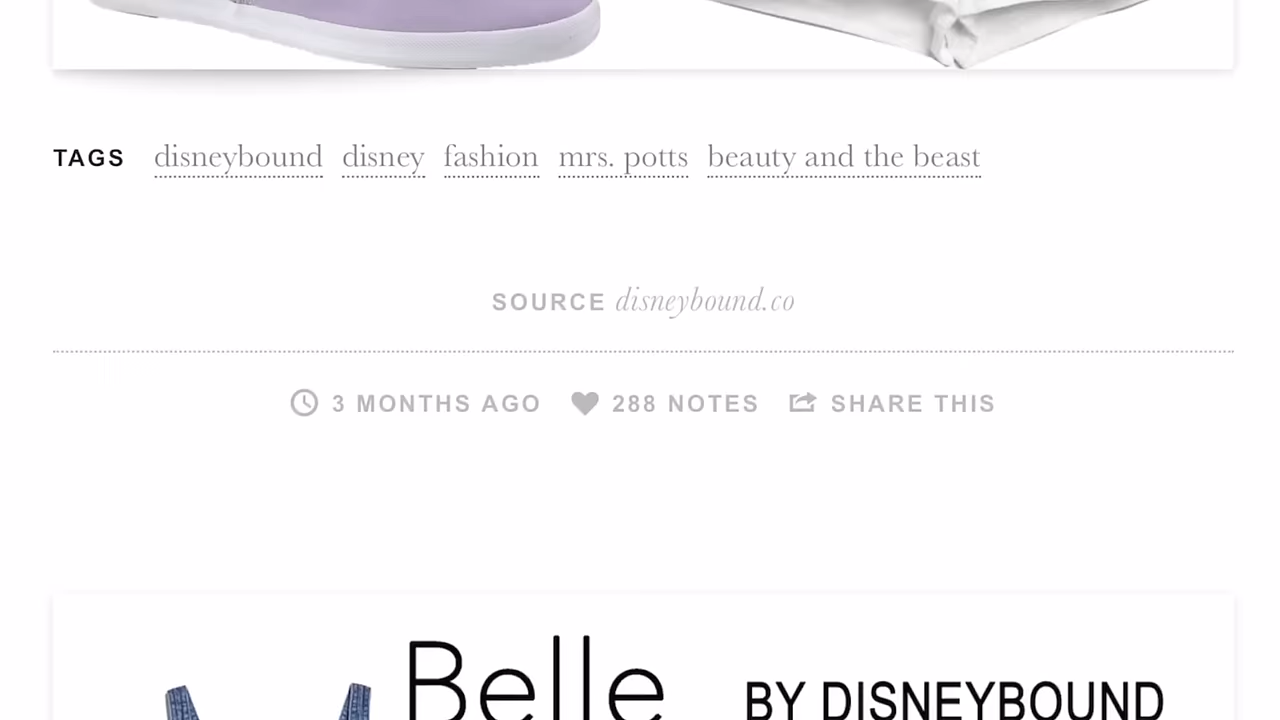 TAGS disneybound disney fashion mrs. potts beauty and the beast
SOURCE disneybound.co
3 MONTHS AGO 288 NOTES SHARE THIS
Belle BY DISNEYBOUND